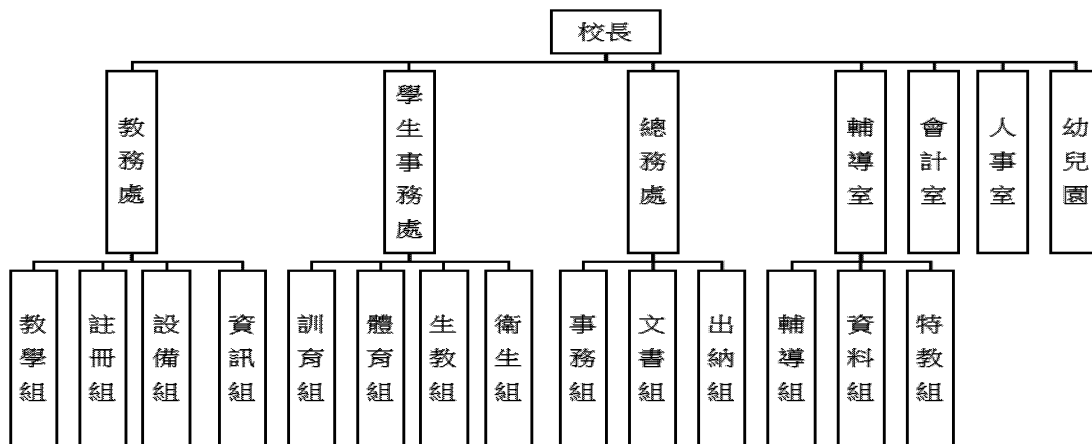 校長
教務處
學生事務處
總務處
輔導室
會計室
人事室
幼兒園
教學組
註冊組
設備組
資訊組
訓育組
體育組
生教組
衛生組
事務組
文書組
出納組
輔導組
資料組
特教組